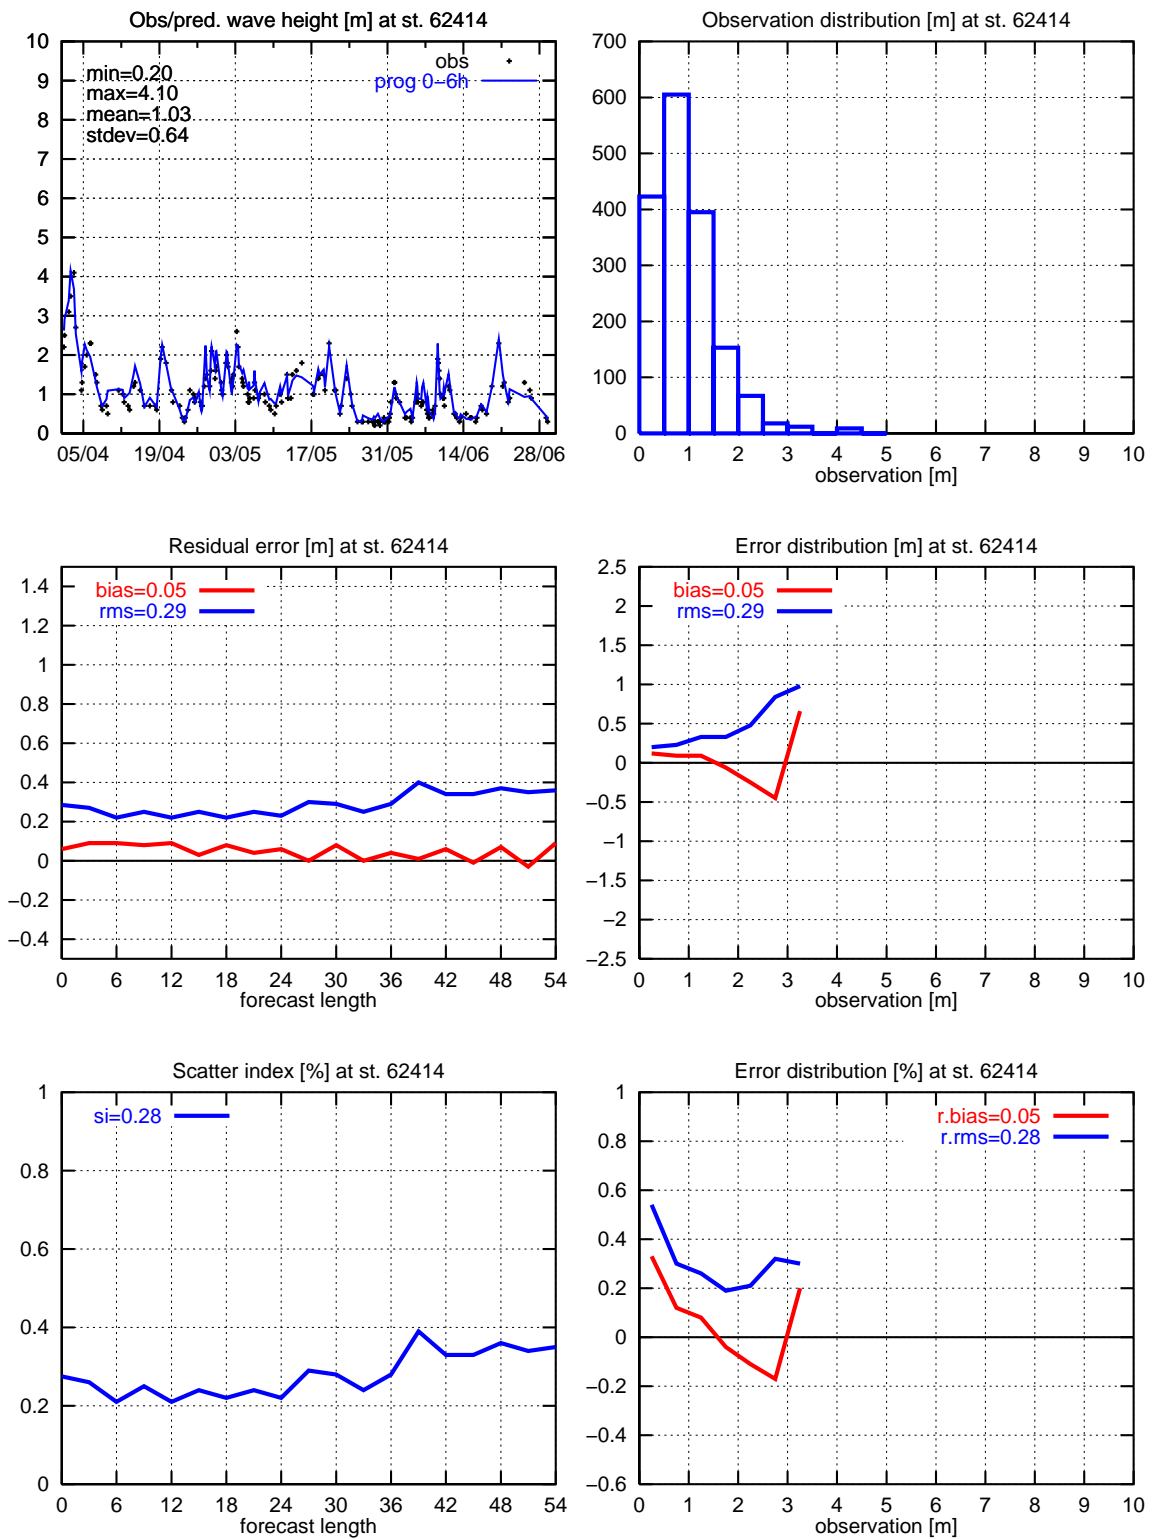 Obs/pred. wave height [m] at st. 62414
10
9
8
7
6
5
4
3
2
1
0
min=0.20
max=4.10
mean=1.03
stdev=0.64
obs
prog 0−6h
05/04 19/04 03/05 17/05 31/05 14/06 28/06
Observation distribution [m] at st. 62414
700
600
500
400
300
200
100
0
0 1 2 3 4 5 6 7 8 9 10
observation [m]
Residual error [m] at st. 62414
1.4
1.2
1
0.8
0.6
0.4
0.2
0
−0.2
−0.4
bias=0.05
rms=0.29
0 6 12 18 24 30 36 42 48 54
forecast length
Error distribution [m] at st. 62414
2.5
2
1.5
1
0.5
0
−0.5
−1
−1.5
−2
−2.5
bias=0.05
rms=0.29
0 1 2 3 4 5 6 7 8 9 10
observation [m]
Scatter index [%] at st. 62414
1
0.8
0.6
0.4
0.2
0
si=0.28
0 6 12 18 24 30 36 42 48 54
forecast length
Error distribution [%] at st. 62414
1
0.8
0.6
0.4
0.2
0
−0.2
−0.4
−0.6
r.bias=0.05
r.rms=0.28
0 1 2 3 4 5 6 7 8 9 10
observation [m]